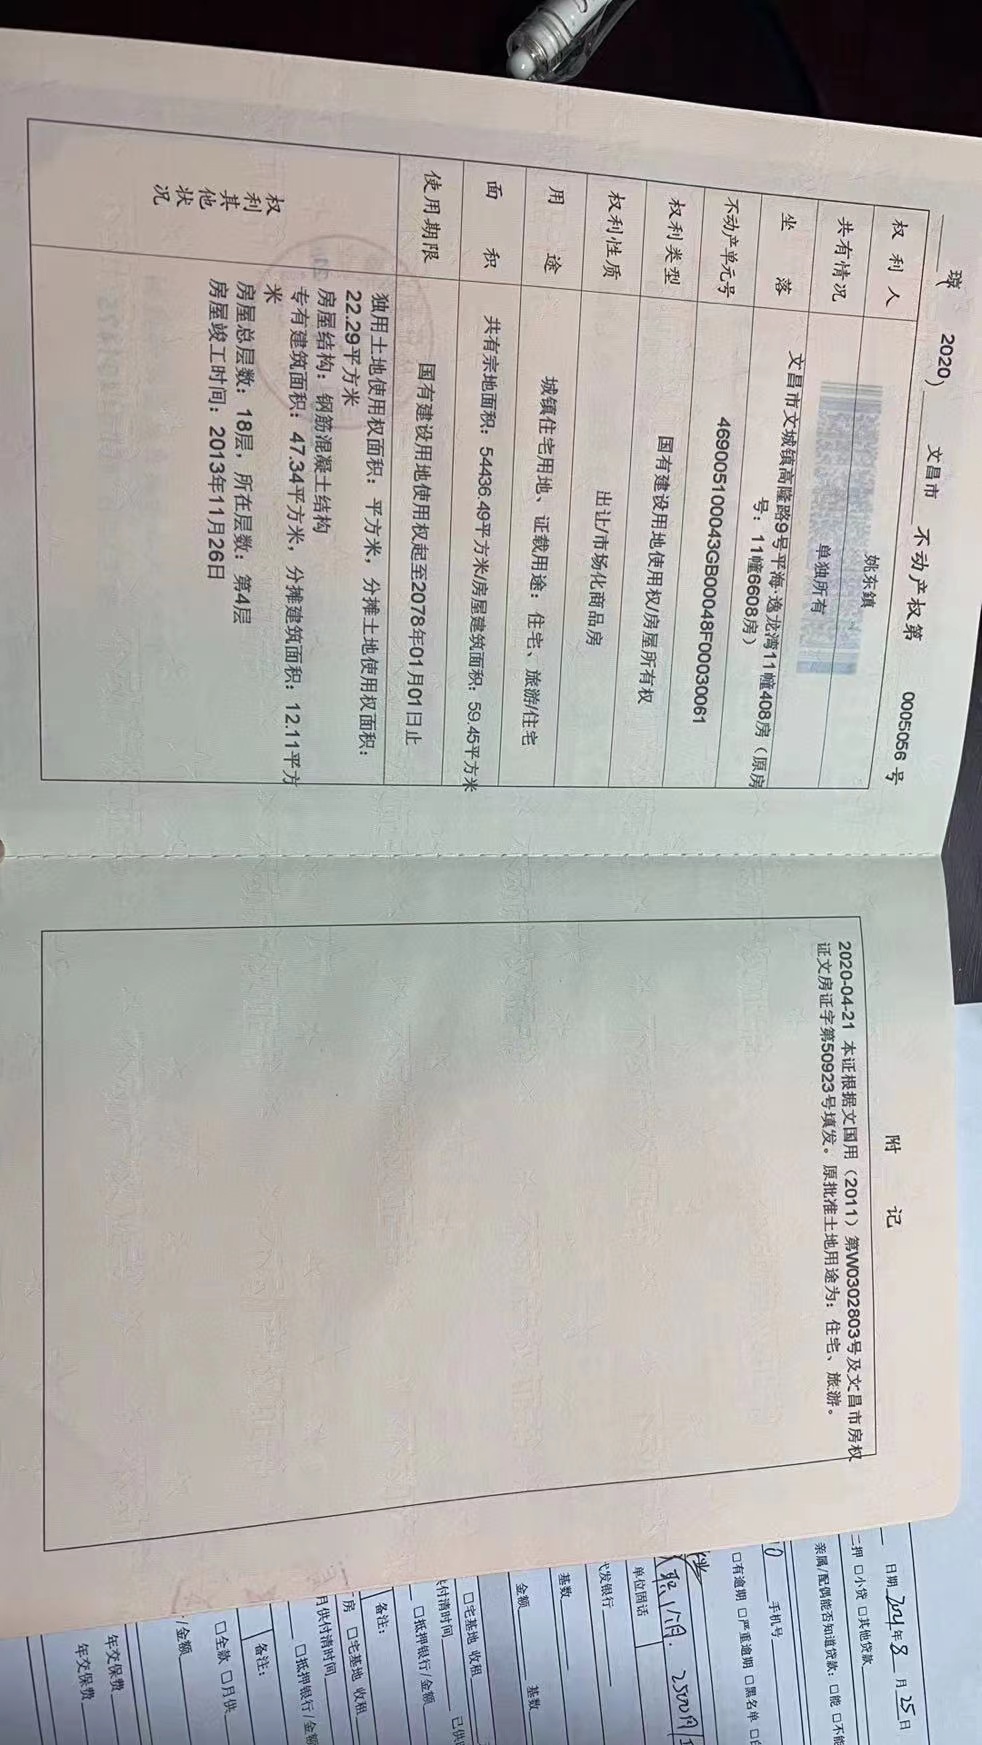 琼(2020)文昌市不动产权第0005056号
权利人 姚东鎮
共有情况 单独所有
坐落 文昌市文城镇高隆路9号平海·逸龙湾11幢408房（原房
号：11幢6608房）
不动产单元号 469005100043GB00048F00030061
权利类型 国有建设用地使用权/房屋所有权
权利性质 出让/市场化商品房
用途 城镇住宅用地、证载用途：住宅、旅游/住宅
面积 共有宗地面积：54436.49平方米/房屋建筑面积：59.45平方米
使用期限 国有建设用地使用权起至2078年01月01日止
权利其他状况
独用土地使用权面积：平方米，分摊土地使用权面积：
22.29平方米
房屋结构：钢筋混凝土结构
专有建筑面积：47.34平方米，分摊建筑面积：12.11平方
米
房屋总层数：18层，所在层数：第4层
房屋竣工时间：2013年11月26日
附记
2020-04-21 本证根据文国用（2011）第W0302803号及文昌市房权
证文房证字第50923号填发。原批准土地用途为：住宅、旅游。
日期2021年8月25日
二押 □小贷 □其他贷款
亲属/配偶能否知道贷款：□能 □不能
手机号
□有逾期 □严重逾期 □黑名单
职1个月. 2500元/
单位固话
代发银行
基数
金额 基数
□宅基地 收租
付清时间
□抵押银行/金额
备注：
房 □宅基地 收租
月供付清时间
□抵押银行/金额
备注：
□全款 □月供
/金额
年交保费
年交保费